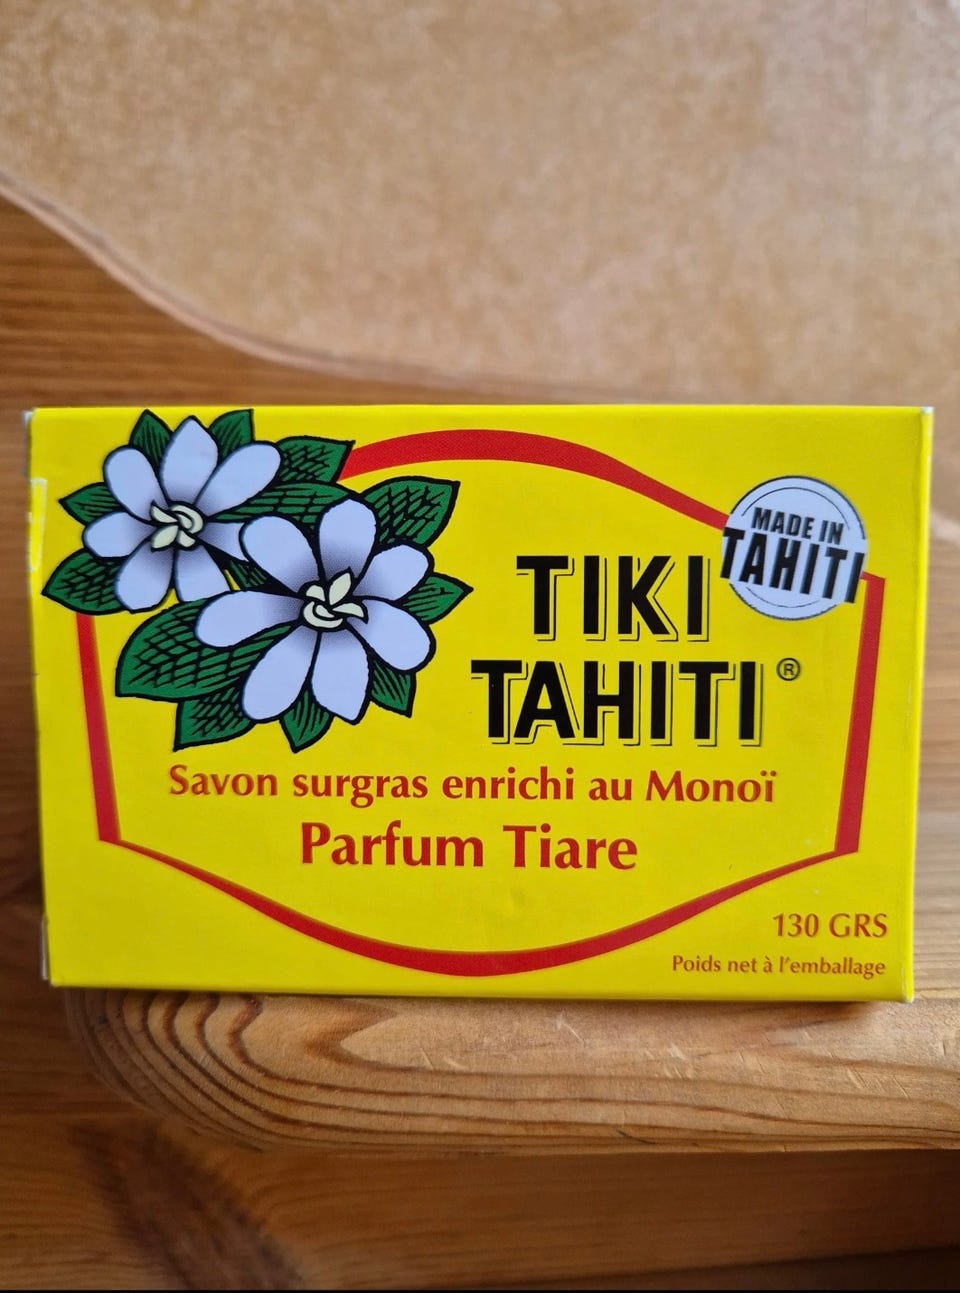 MADE IN
TAHITI
TIKI
TAHITI®
Savon surgras enrichi au Monoï
Parfum Tiare
130 GRS
Poids net à l'emballage